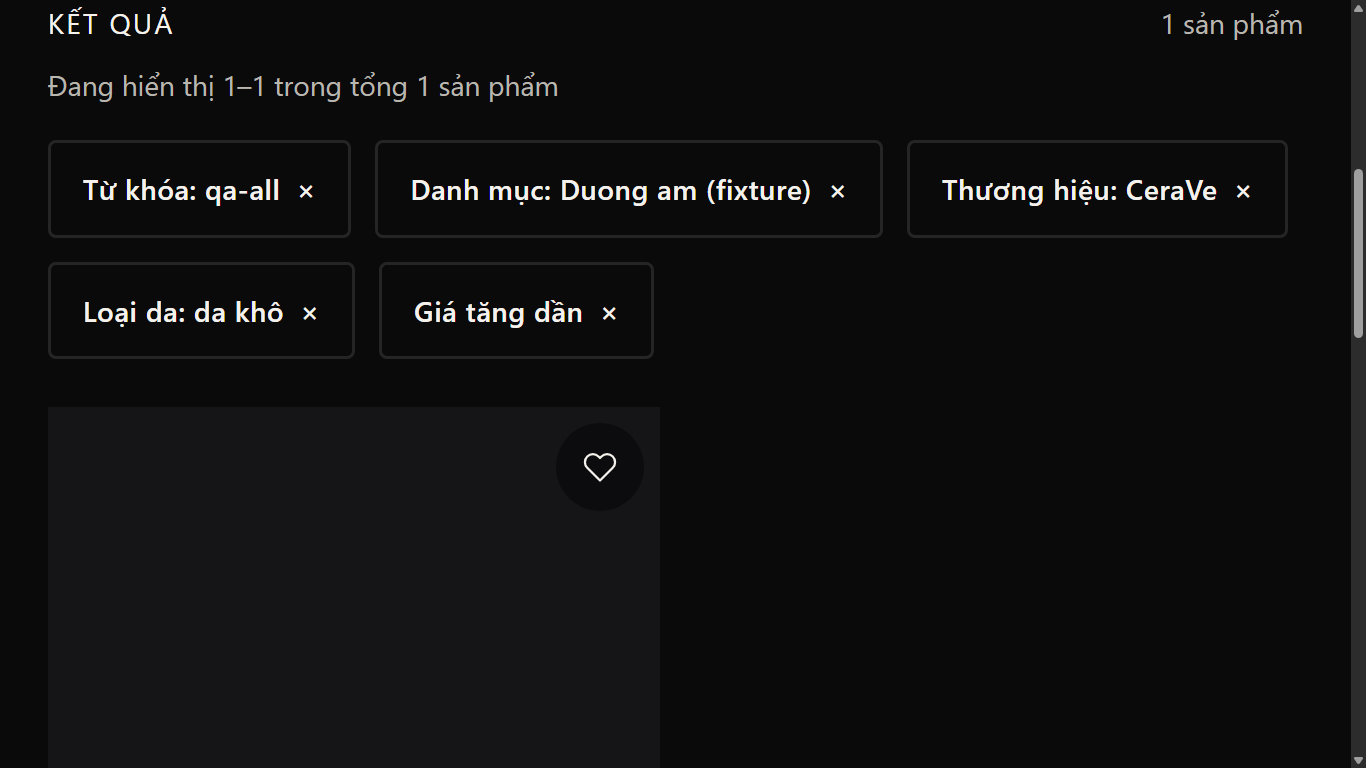 KẾT QUẢ
1 sản phẩm
Đang hiển thị 1–1 trong tổng 1 sản phẩm
Từ khóa: qa-all ×
Danh mục: Duong am (fixture) ×
Thương hiệu: CeraVe ×
Loại da: da khô ×
Giá tăng dần ×